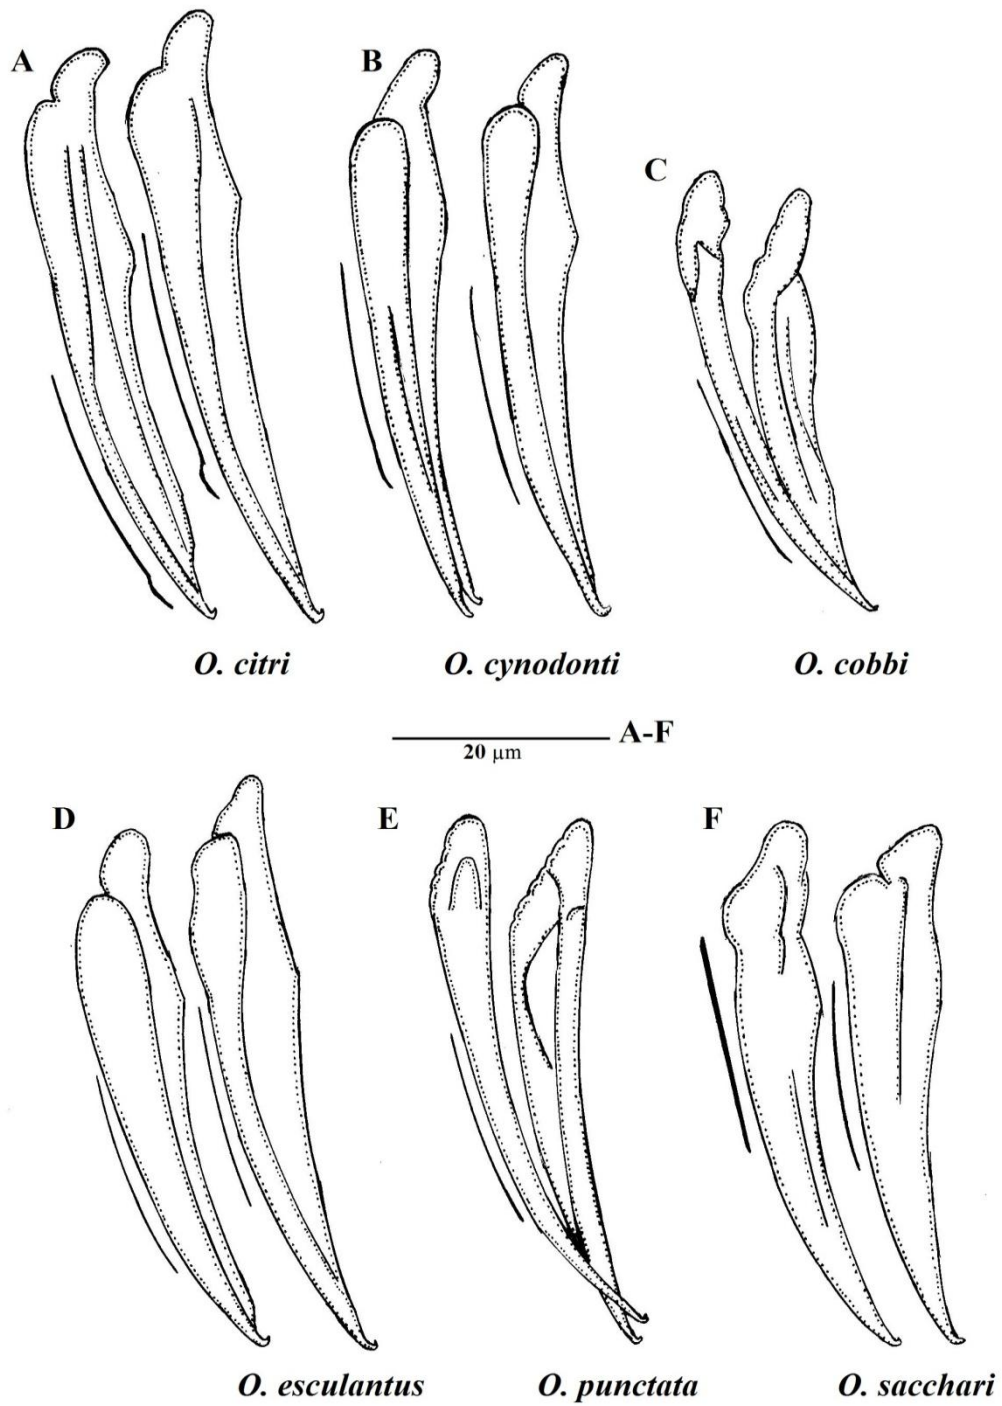 A B
C
O. citri O. cynodonti O. cobbi
A-F
20 μm
D E F
O. esculantus O. punctata O. sacchari